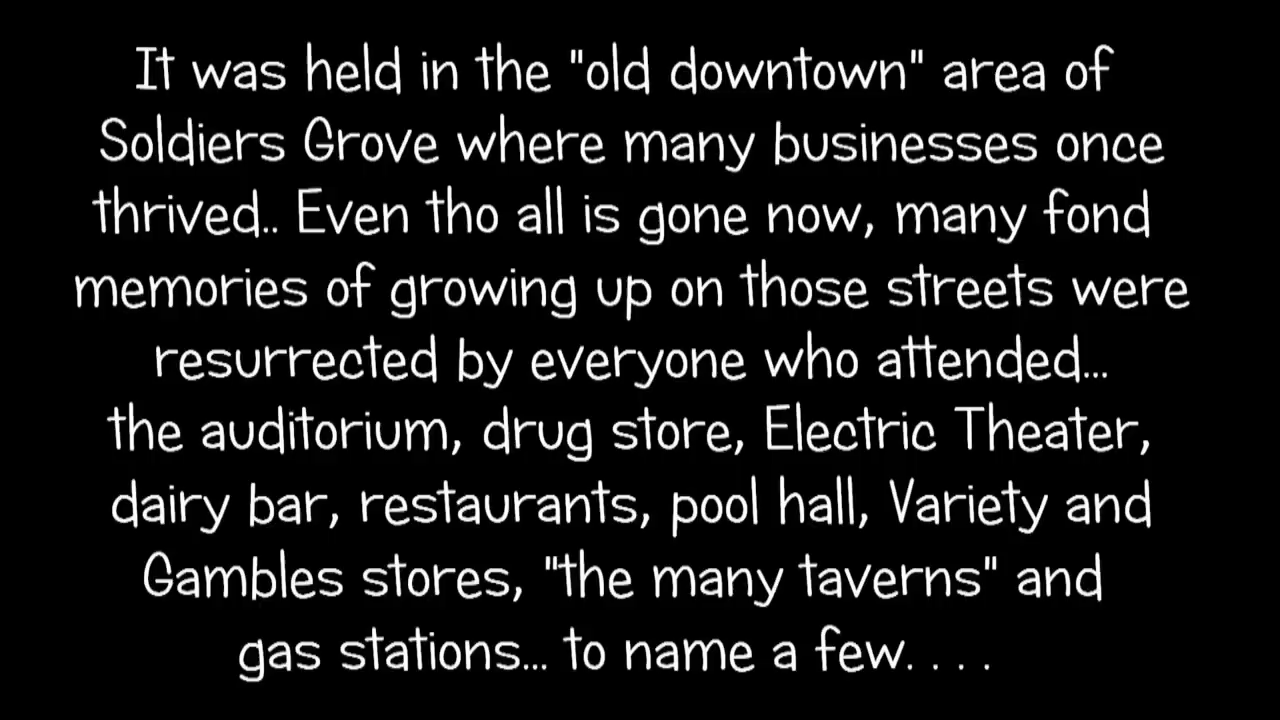 It was held in the "old downtown" area of
Soldiers Grove where many businesses once
thrived.. Even tho all is gone now, many fond
memories of growing up on those streets were
resurrected by everyone who attended...
the auditorium, drug store, Electric Theater,
dairy bar, restaurants, pool hall, Variety and
Gambles stores, "the many taverns" and
gas stations... to name a few. . . .